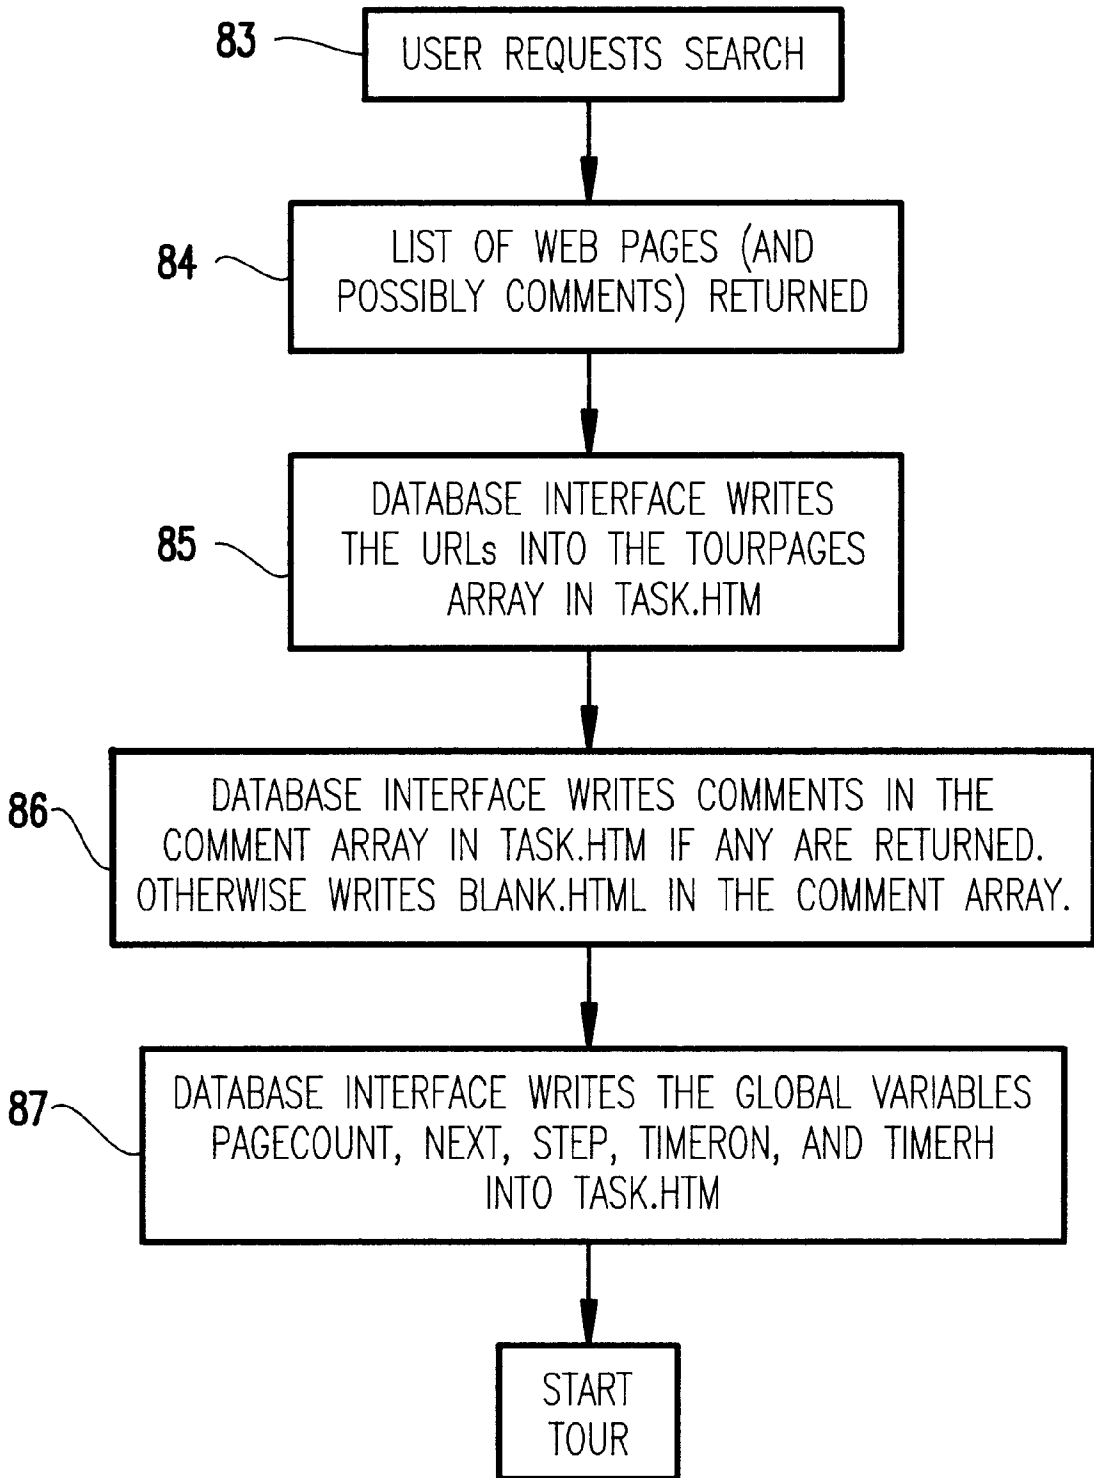 83
USER REQUESTS SEARCH
84
LIST OF WEB PAGES (AND
POSSIBLY COMMENTS) RETURNED
85
DATABASE INTERFACE WRITES
THE URLs INTO THE TOURPAGES
ARRAY IN TASK.HTM
86
DATABASE INTERFACE WRITES COMMENTS IN THE
COMMENT ARRAY IN TASK.HTM IF ANY ARE RETURNED.
OTHERWISE WRITES BLANK.HTML IN THE COMMENT ARRAY.
87
DATABASE INTERFACE WRITES THE GLOBAL VARIABLES
PAGECOUNT, NEXT, STEP, TIMERON, AND TIMERH
INTO TASK.HTM
START
TOUR